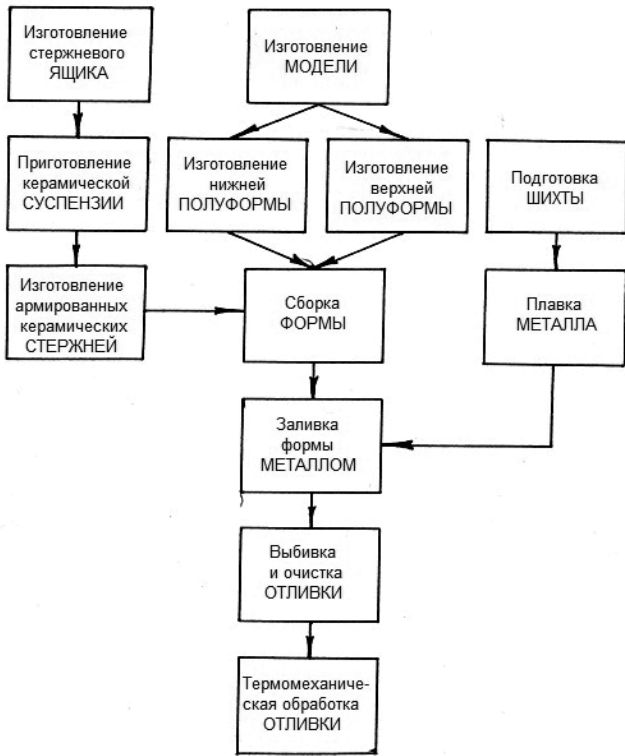 Изготовление
стержневого
ЯЩИКА
Изготовление
МОДЕЛИ
Приготовление
керамической
СУСПЕНЗИИ
Изготовление
нижней
ПОЛУФОРМЫ
Изготовление
верхней
ПОЛУФОРМЫ
Подготовка
ШИХТЫ
Изготовление
армированных
керамических
СТЕРЖНЕЙ
Сборка
ФОРМЫ
Плавка
МЕТАЛЛА
Заливка
формы
МЕТАЛЛОМ
Выбивка
и очистка
ОТЛИВКИ
Термомеханиче-
ская обработка
ОТЛИВКИ